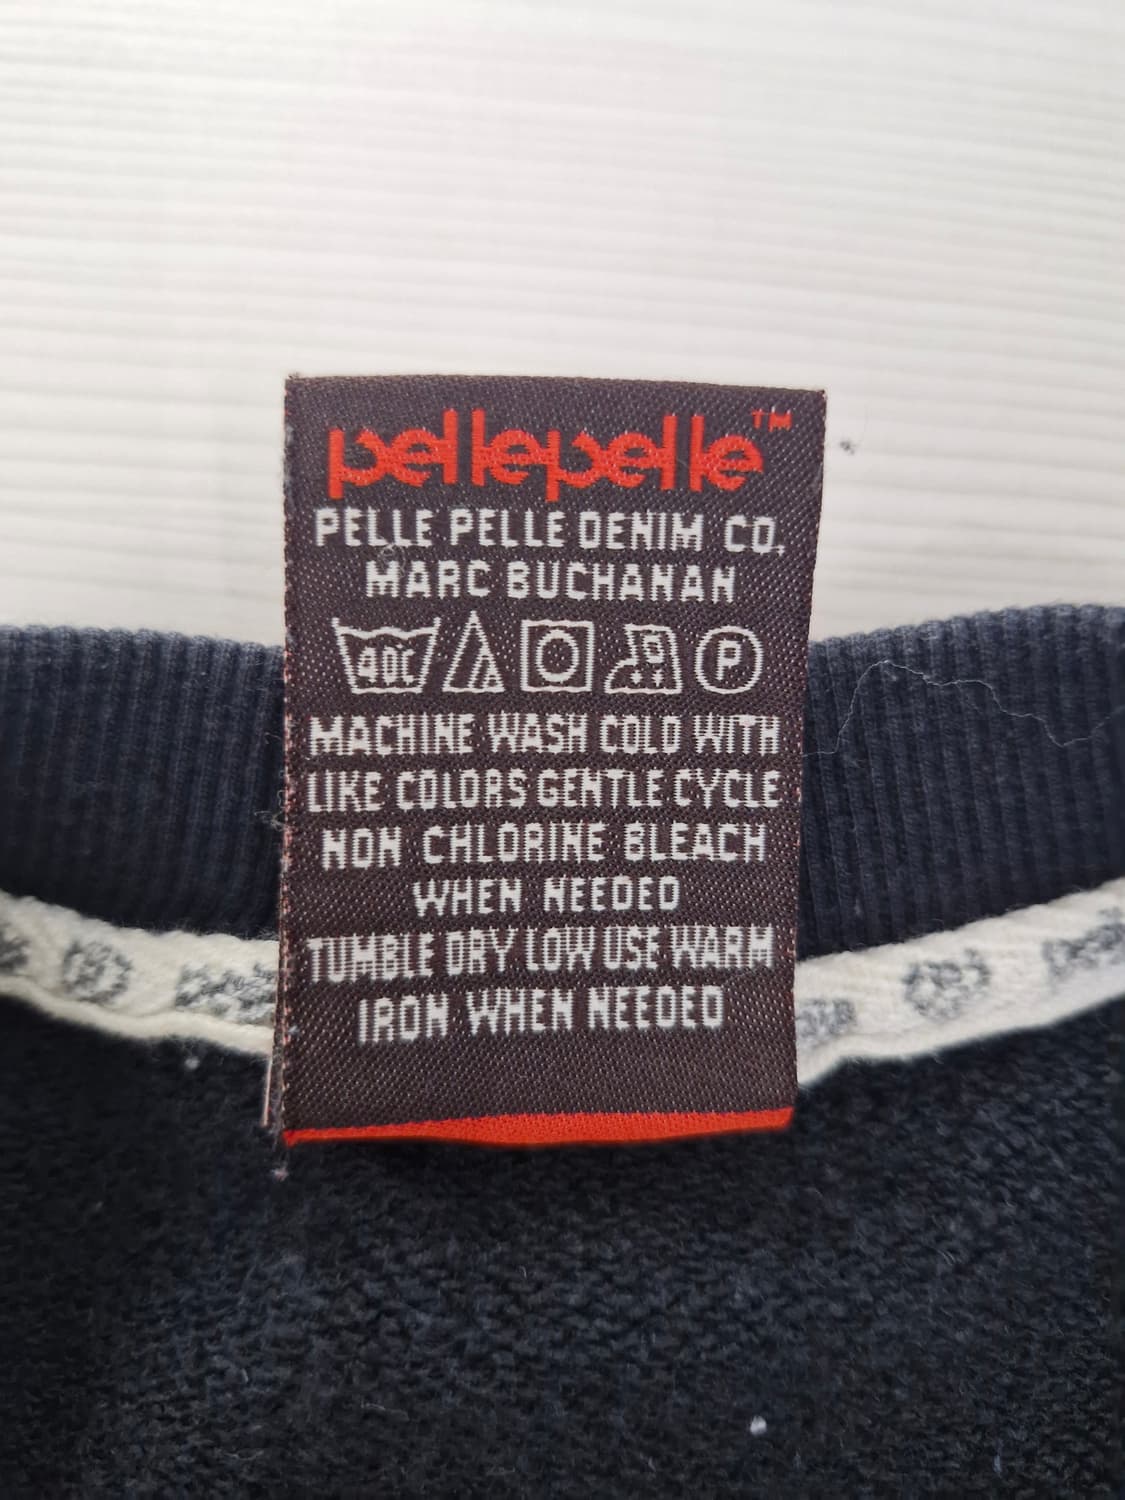 pellepelle™
PELLE PELLE DENIM CO.
MARC BUCHANAN
40C P
MACHINE WASH COLD WITH
LIKE COLORS GENTLE CYCLE
NON CHLORINE BLEACH
WHEN NEEDED
TUMBLE DRY LOW USE WARM
IRON WHEN NEEDED